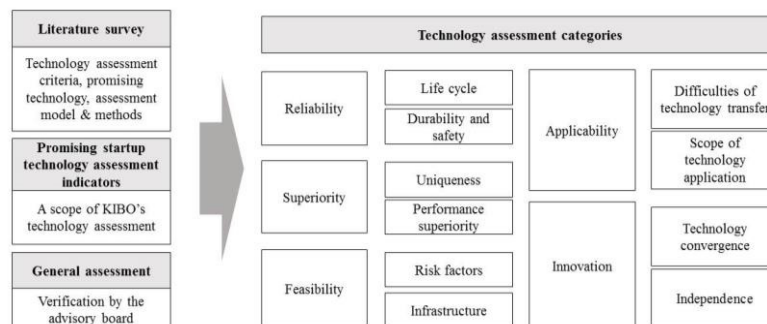 Literature survey
Technology assessment
criteria, promising
technology, assessment
model & methods
Promising startup
technology assessment
indicators
A scope of KIBO's
technology assessment
General assessment
Verification by the
advisory board
Technology assessment categories
Reliability
Life cycle
Durability and
safety
Superiority
Uniqueness
Performance
superiority
Feasibility
Risk factors
Infrastructure
Applicability
Difficulties of
technology transfer
Scope of
technology
application
Innovation
Technology
convergence
Independence